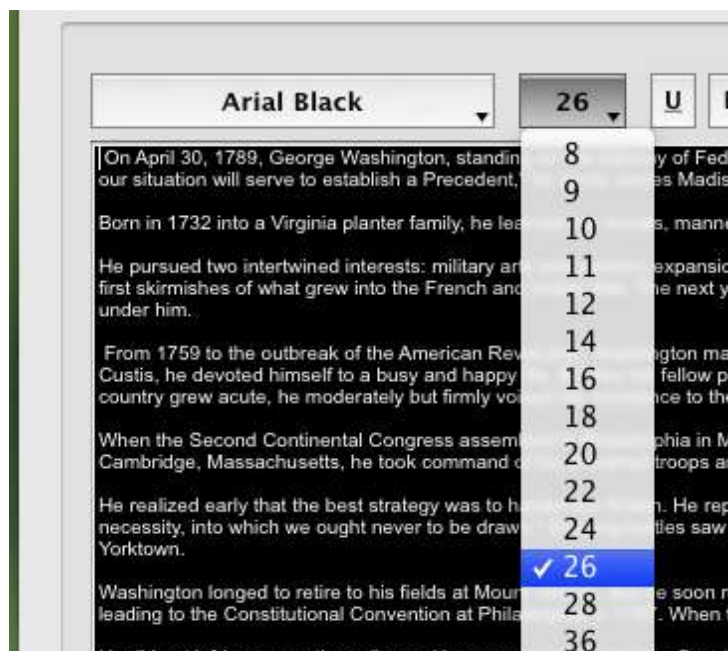 Arial Black 26 U
8
9
10
11
12
14
16
18
20
22
24
26
28
36
On April 30, 1789, George Washington, standin y of Fed
our situation will serve to establish a Precedent, es Madis
Born in 1732 into a Virginia planter family, he lea s, manne
He pursued two intertwined interests: military art expansio
first skirmishes of what grew into the French and he next y
under him.
From 1759 to the outbreak of the American Rev gton ma
Custis, he devoted himself to a busy and happy fellow p
country grew acute, he moderately but firmly voi nce to the
When the Second Continental Congress assem phia in M
Cambridge, Massachusetts, he took command troops a
He realized early that the best strategy was to ha n. He rep
necessity, into which we ought never to be draw tles saw
Yorktown.
Washington longed to retire to his fields at Moun e soon r
leading to the Constitutional Convention at Phila . When